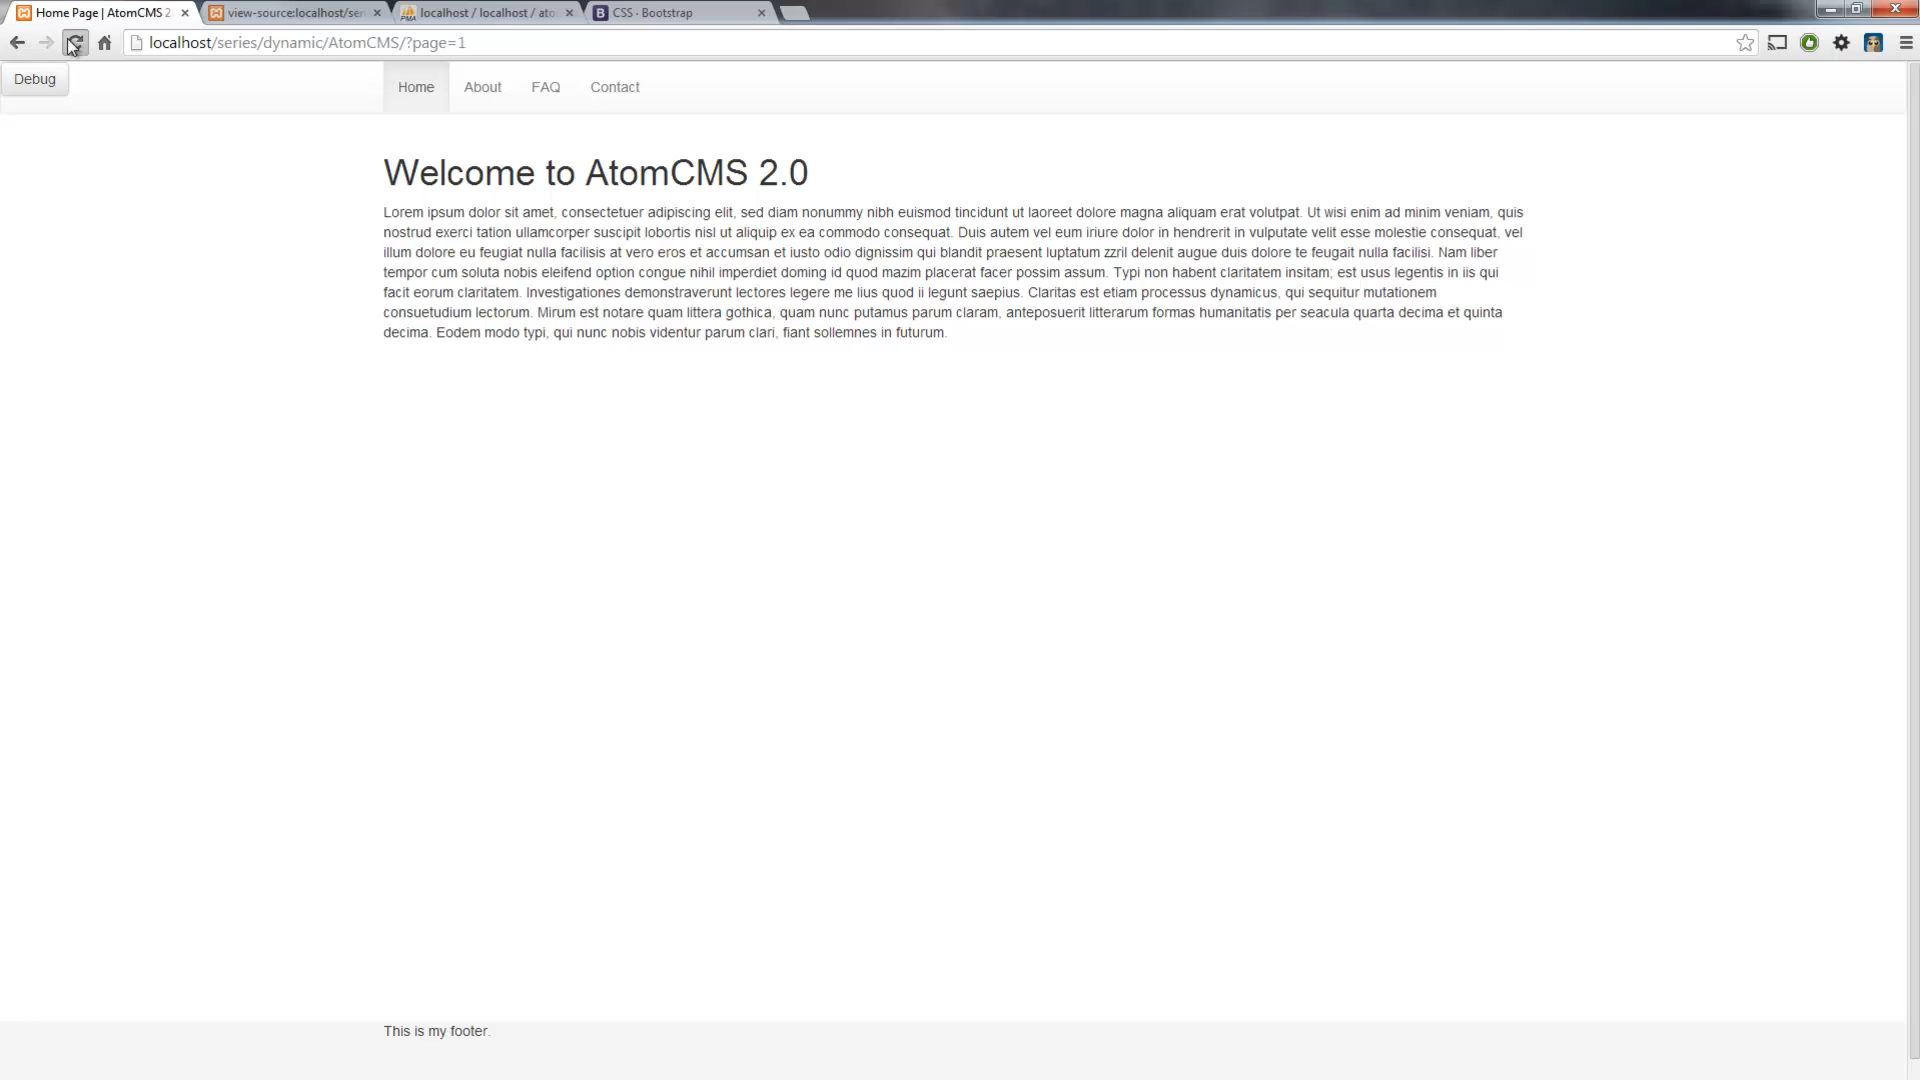 Home Page | AtomCMS 2
view-source:localhost/ser
localhost / localhost / ato
CSS · Bootstrap
localhost/series/dynamic/AtomCMS/?page=1
Debug
Home
About
FAQ
Contact
Welcome to AtomCMS 2.0
Lorem ipsum dolor sit amet, consectetuer adipiscing elit, sed diam nonummy nibh euismod tincidunt ut laoreet dolore magna aliquam erat volutpat. Ut wisi enim ad minim veniam, quis
nostrud exerci tation ullamcorper suscipit lobortis nisl ut aliquip ex ea commodo consequat. Duis autem vel eum iriure dolor in hendrerit in vulputate velit esse molestie consequat, vel
illum dolore eu feugiat nulla facilisis at vero eros et accumsan et iusto odio dignissim qui blandit praesent luptatum zzril delenit augue duis dolore te feugait nulla facilisi. Nam liber
tempor cum soluta nobis eleifend option congue nihil imperdiet doming id quod mazim placerat facer possim assum. Typi non habent claritatem insitam; est usus legentis in iis qui
facit eorum claritatem. Investigationes demonstraverunt lectores legere me lius quod ii legunt saepius. Claritas est etiam processus dynamicus, qui sequitur mutationem
consuetudium lectorum. Mirum est notare quam littera gothica, quam nunc putamus parum claram, anteposuerit litterarum formas humanitatis per seacula quarta decima et quinta
decima. Eodem modo typi, qui nunc nobis videntur parum clari, fiant sollemnes in futurum.
This is my footer.